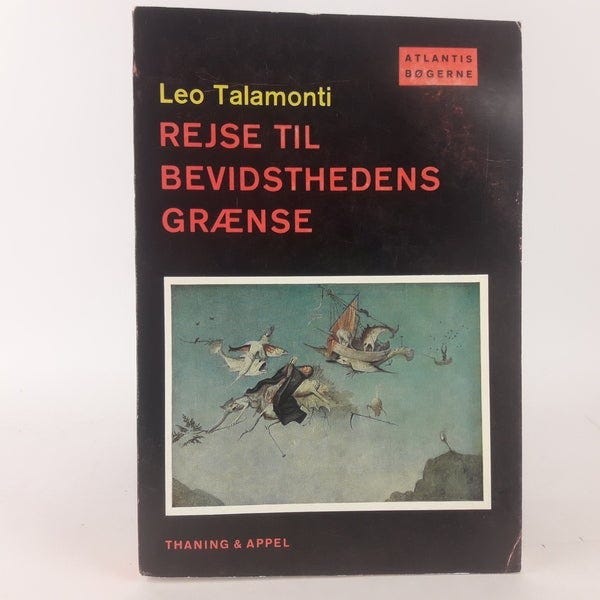 ATLANTIS
BØGERNE
Leo Talamonti
REJSE TIL
BEVIDSTHEDENS
GRÆNSE
THANING & APPEL